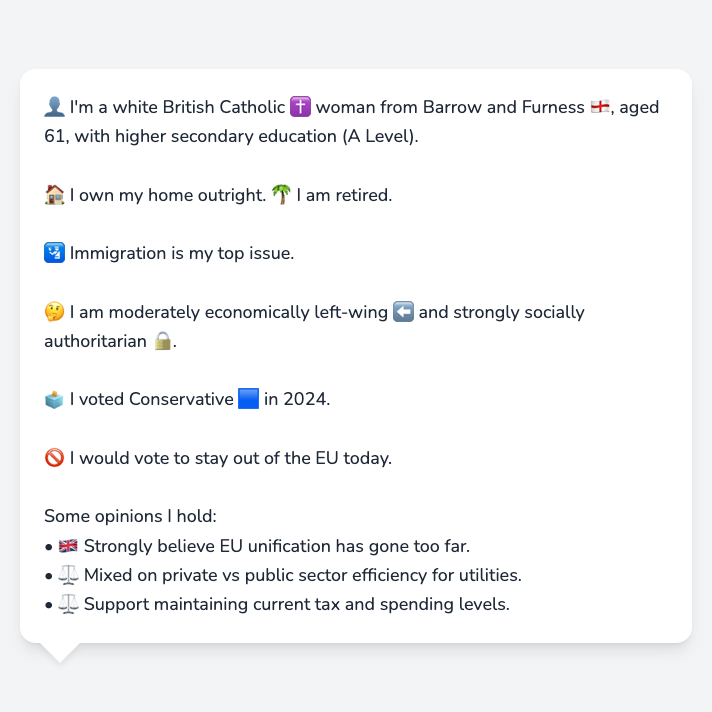 👤 I'm a white British Catholic ✝️ woman from Barrow and Furness 🏴󠁧󠁢󠁥󠁮󠁧󠁿, aged
61, with higher secondary education (A Level).
🏠 I own my home outright. 🌴 I am retired.
🛂 Immigration is my top issue.
🤔 I am moderately economically left-wing ⬅️ and strongly socially
authoritarian 🔒.
🗳️ I voted Conservative 🟦 in 2024.
🚫 I would vote to stay out of the EU today.
Some opinions I hold:
• 🇬🇧 Strongly believe EU unification has gone too far.
• ⚖️ Mixed on private vs public sector efficiency for utilities.
• ⚖️ Support maintaining current tax and spending levels.